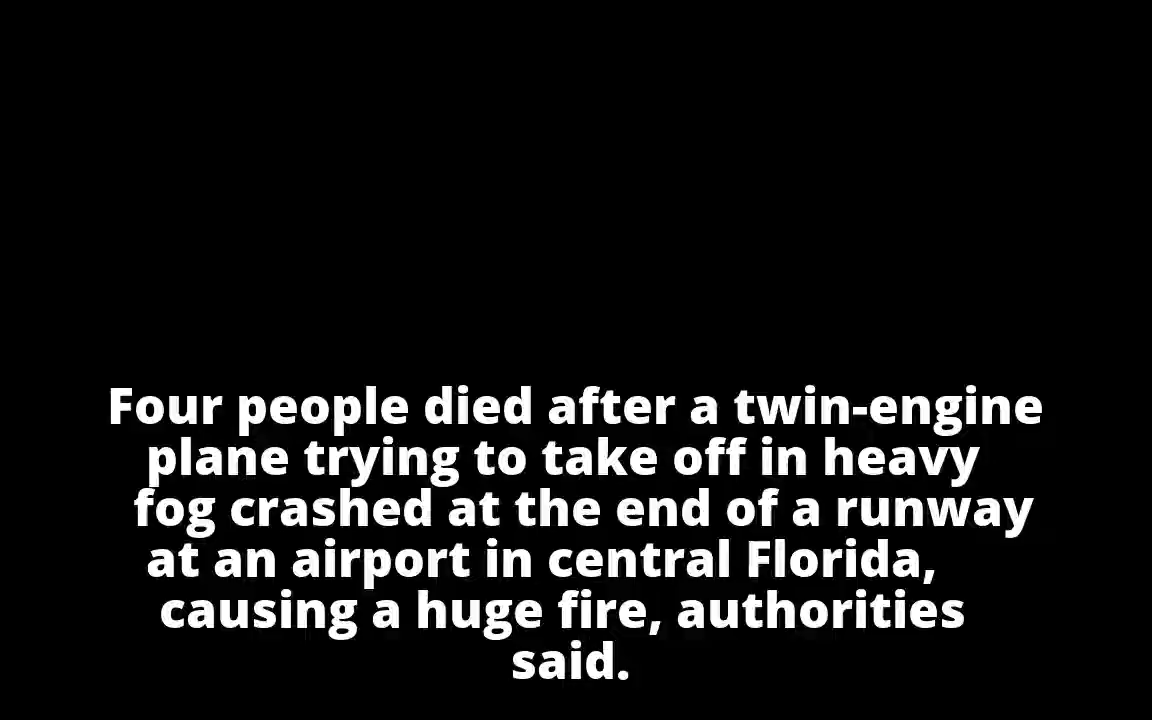 Four people died after a twin-engine
plane trying to take off in heavy
fog crashed at the end of a runway
at an airport in central Florida,
causing a huge fire, authorities
said.